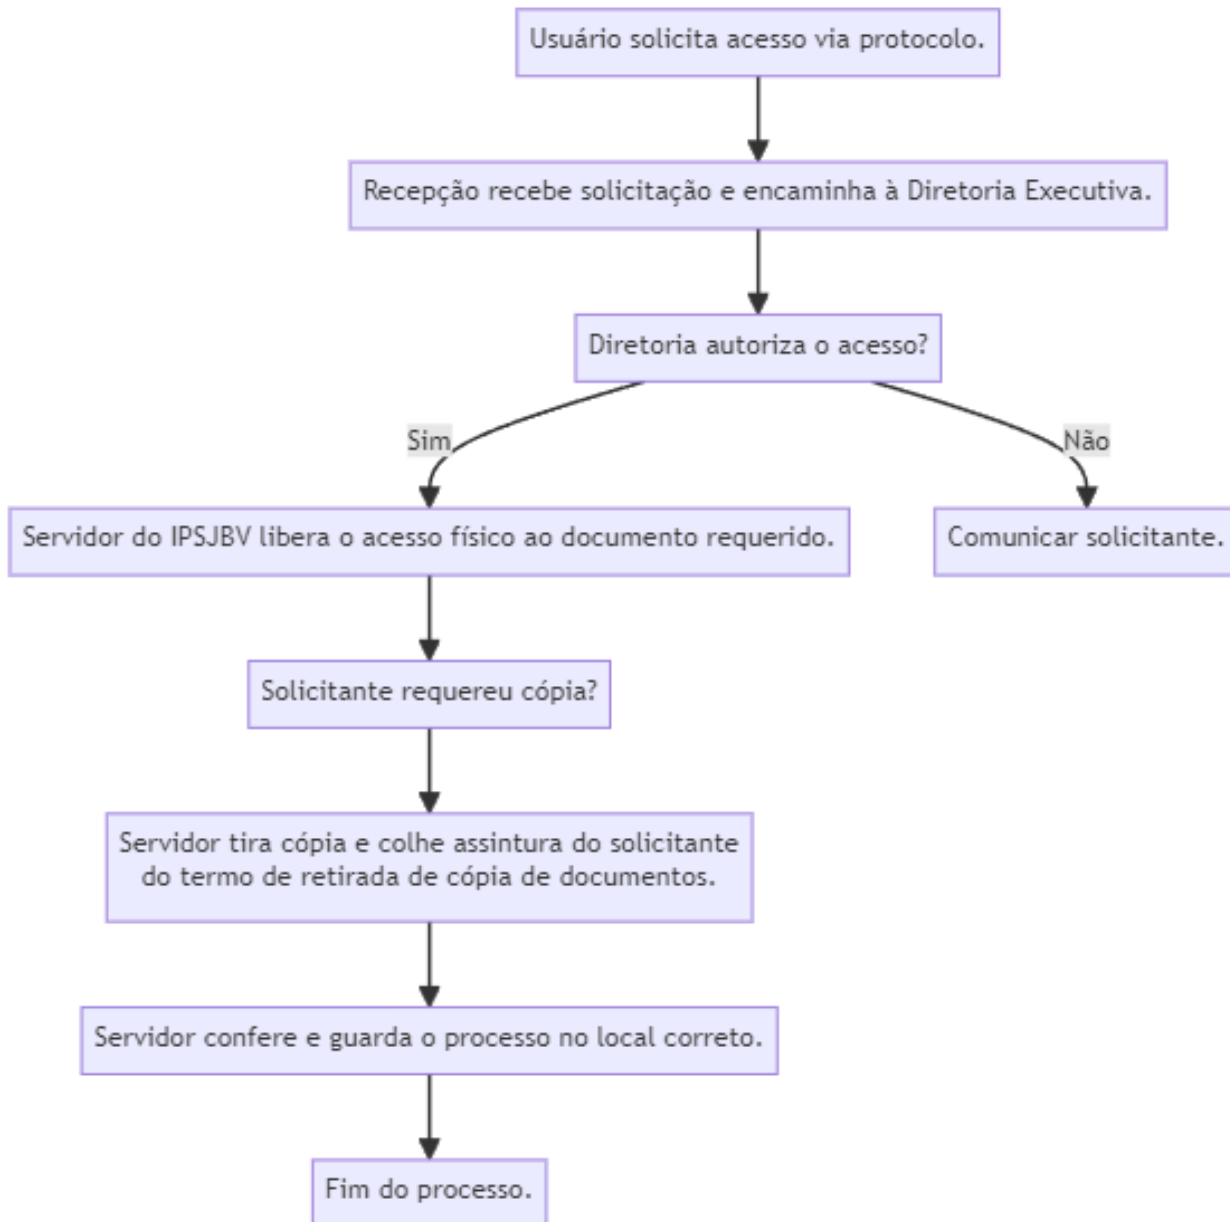 Usuário solicita acesso via protocolo.
Recepção recebe solicitação e encaminha à Diretoria Executiva.
Diretoria autoriza o acesso?
Sim
Não
Servidor do IPSJBV libera o acesso físico ao documento requerido.
Comunicar solicitante.
Solicitante requereu cópia?
Servidor tira cópia e colhe assintura do solicitante
do termo de retirada de cópia de documentos.
Servidor confere e guarda o processo no local correto.
Fim do processo.